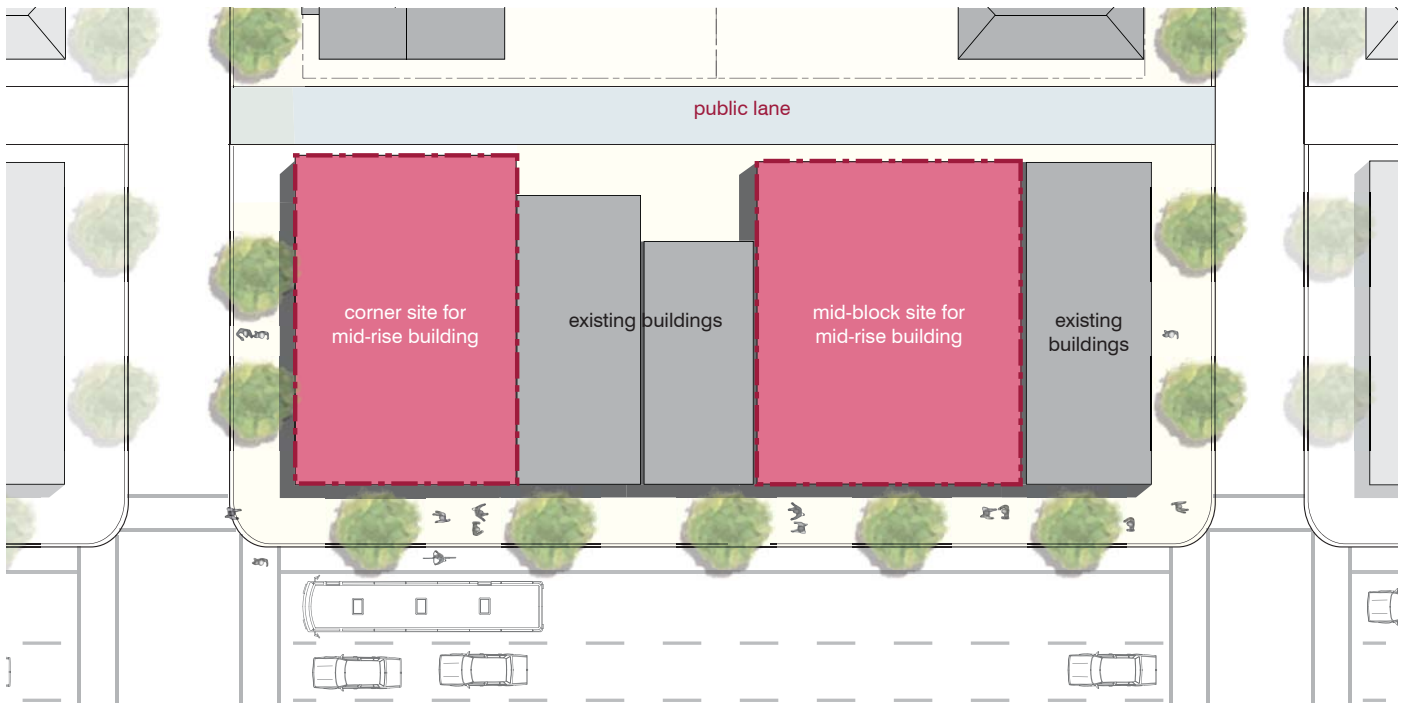 public lane
corner site for
mid-rise building
existing buildings
mid-block site for
mid-rise building
existing
buildings